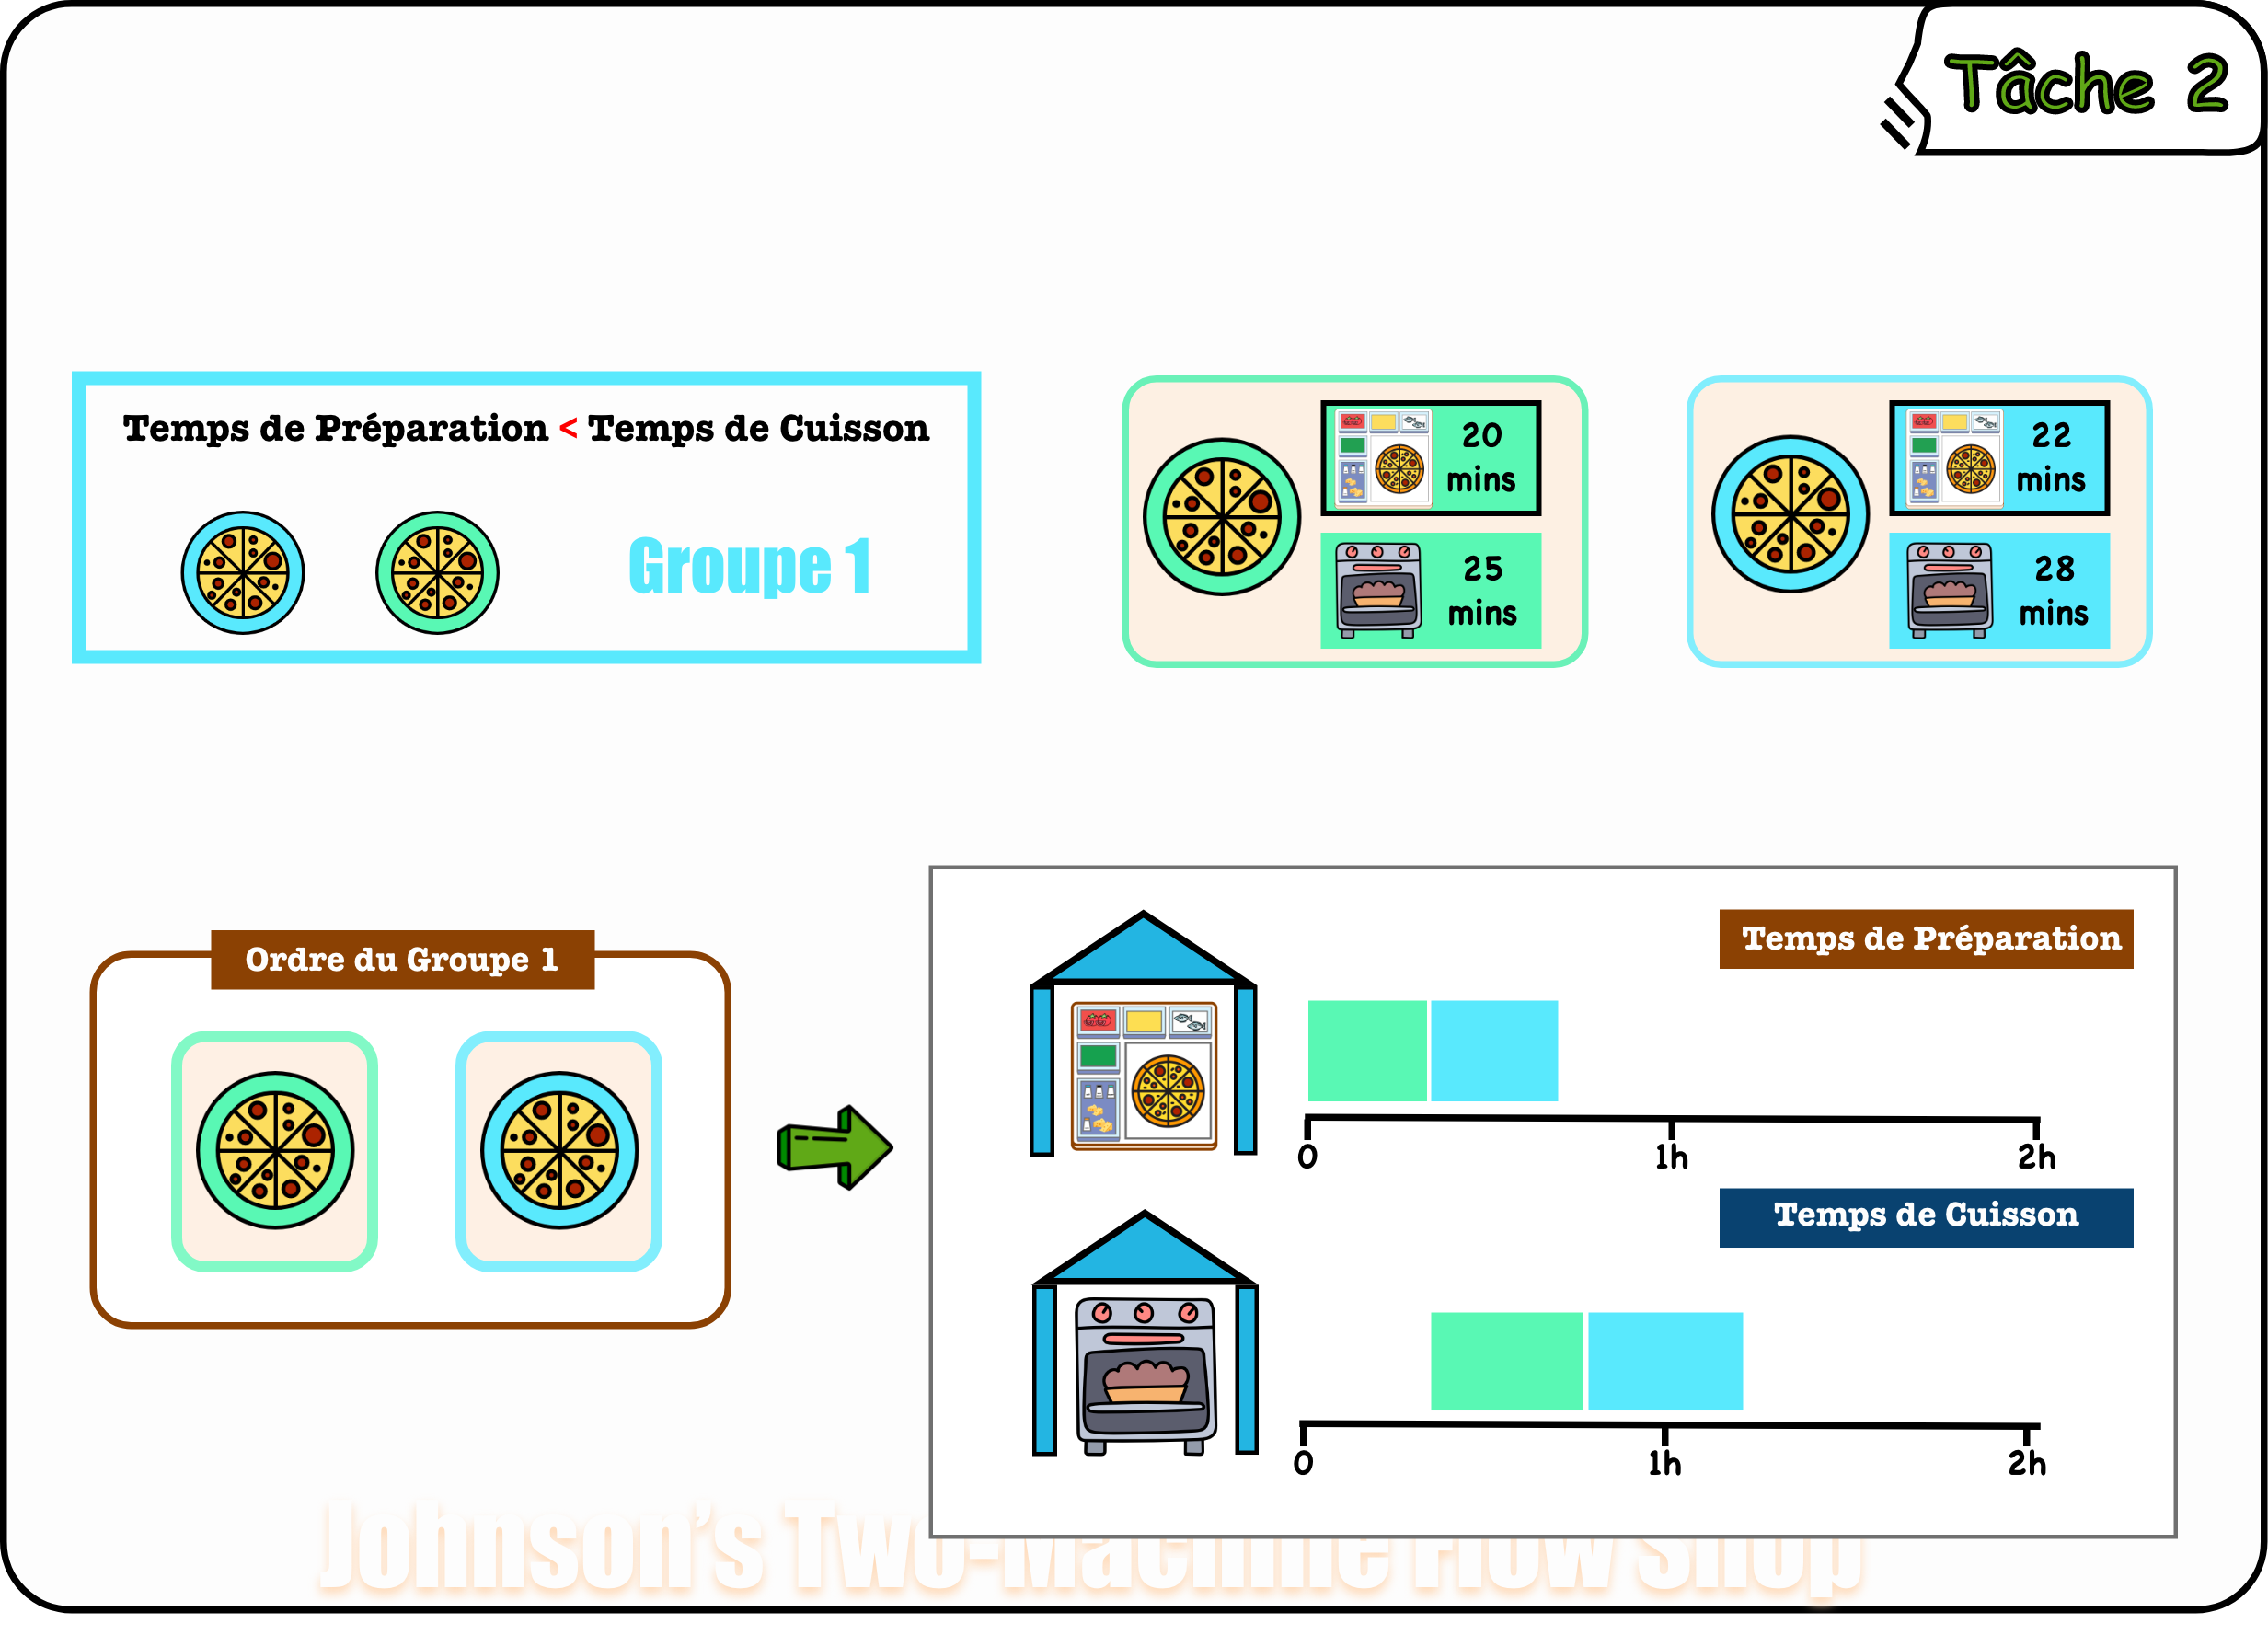 Tâche 2
Temps de Préparation < Temps de Cuisson
Groupe 1
20
mins
25
mins
22
mins
28
mins
Ordre du Groupe 1
Temps de Préparation
0 1h 2h
Temps de Cuisson
0 1h 2h
Johnson's Two-Machine Flow Shop